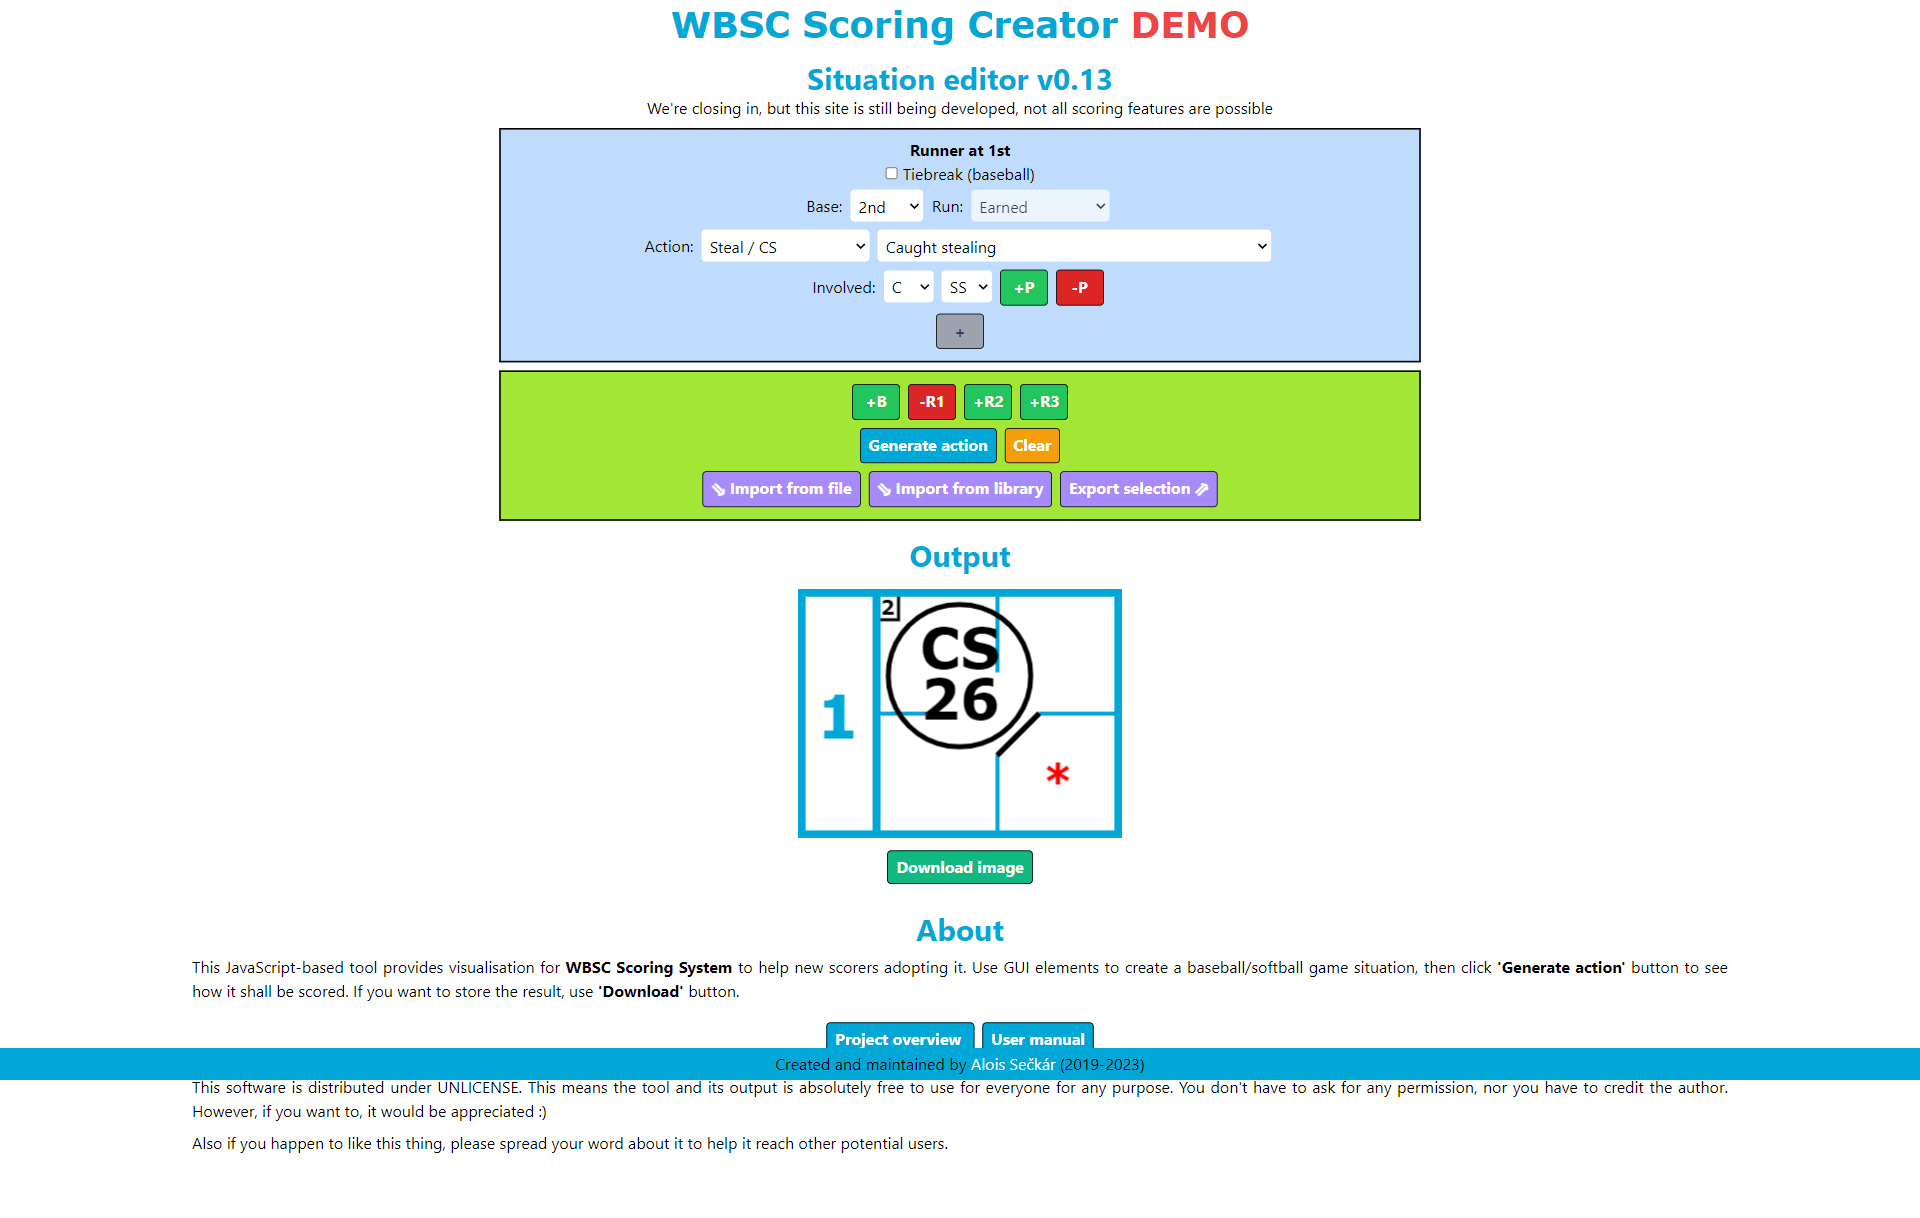 WBSC Scoring Creator DEMO
Situation editor v0.13
We're closing in, but this site is still being developed, not all scoring features are possible
Runner at 1st
Tiebreak (baseball)
Base: 2nd Run: Earned
Action: Steal / CS Caught stealing
Involved: C SS +P -P
+
+B -R1 +R2 +R3
Generate action Clear
⇘ Import from file ⇘ Import from library Export selection ⇗
Output
2
CS
26
1
*
Download image
About
This JavaScript-based tool provides visualisation for WBSC Scoring System to help new scorers adopting it. Use GUI elements to create a baseball/softball game situation, then click 'Generate action' button to see
how it shall be scored. If you want to store the result, use 'Download' button.
Project overview User manual
Created and maintained by Alois Sečkár (2019-2023)
This software is distributed under UNLICENSE. This means the tool and its output is absolutely free to use for everyone for any purpose. You don't have to ask for any permission, nor you have to credit the author.
However, if you want to, it would be appreciated :)
Also if you happen to like this thing, please spread your word about it to help it reach other potential users.